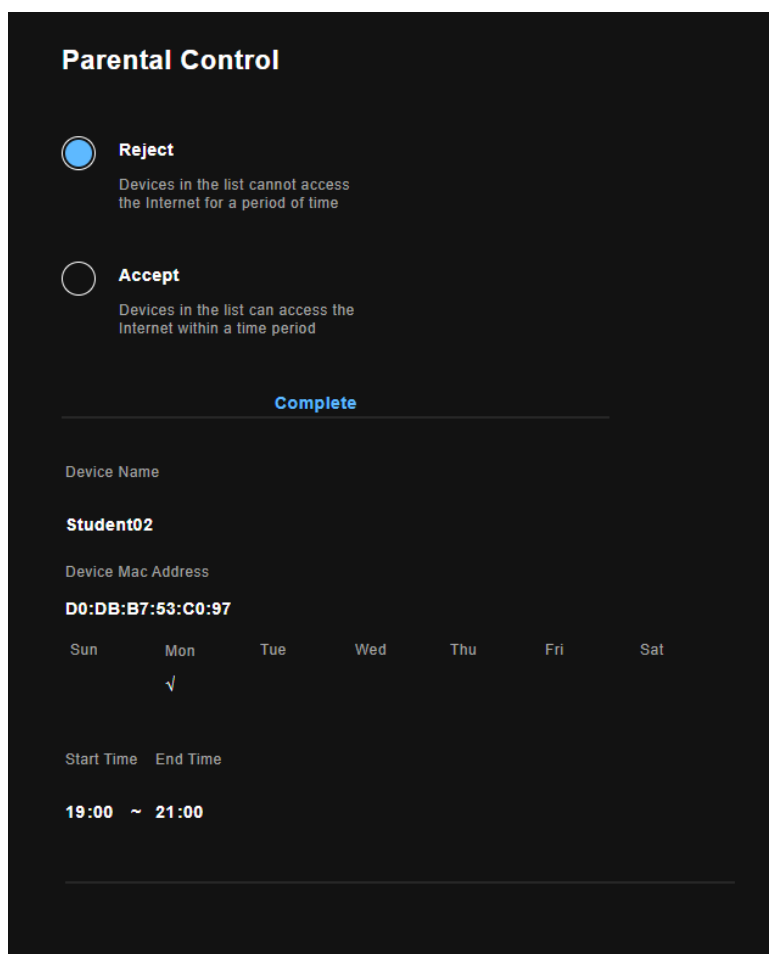 Parental Control
Reject
Devices in the list cannot access
the Internet for a period of time
Accept
Devices in the list can access the
Internet within a time period
Complete
Device Name
Student02
Device Mac Address
D0:DB:B7:53:C0:97
Sun Mon Tue Wed Thu Fri Sat
√
Start Time End Time
19:00 ~ 21:00